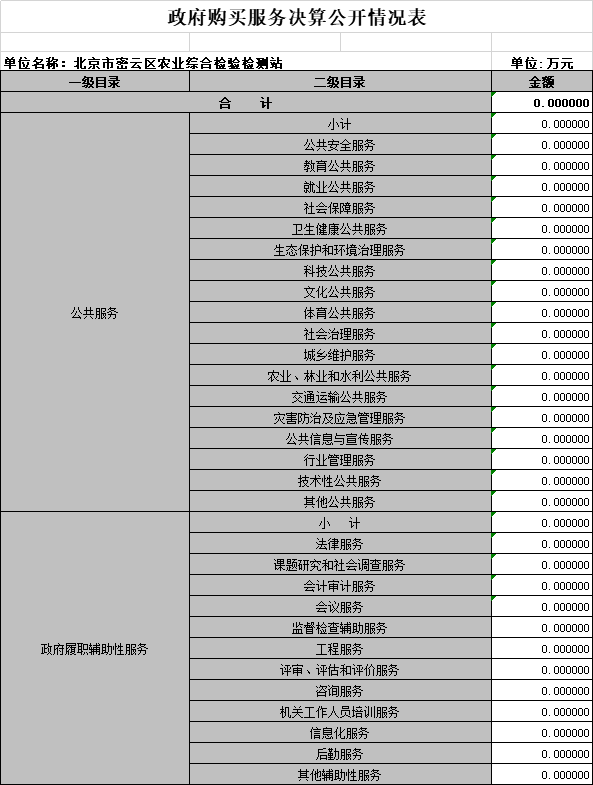 政府购买服务决算公开情况表
单位名称：北京市密云区农业综合检验检测站 单位：万元
一级目录 二级目录 金额
合 计 0.000000
公共服务
小计 0.000000
公共安全服务 0.000000
教育公共服务 0.000000
就业公共服务 0.000000
社会保障服务 0.000000
卫生健康公共服务 0.000000
生态保护和环境治理服务 0.000000
科技公共服务 0.000000
文化公共服务 0.000000
体育公共服务 0.000000
社会治理服务 0.000000
城乡维护服务 0.000000
农业、林业和水利公共服务 0.000000
交通运输公共服务 0.000000
灾害防治及应急管理服务 0.000000
公共信息与宣传服务 0.000000
行业管理服务 0.000000
技术性公共服务 0.000000
其他公共服务 0.000000
政府履职辅助性服务
小 计 0.000000
法律服务 0.000000
课题研究和社会调查服务 0.000000
会计审计服务 0.000000
会议服务 0.000000
监督检查辅助服务 0.000000
工程服务 0.000000
评审、评估和评价服务 0.000000
咨询服务 0.000000
机关工作人员培训服务 0.000000
信息化服务 0.000000
后勤服务 0.000000
其他辅助性服务 0.000000